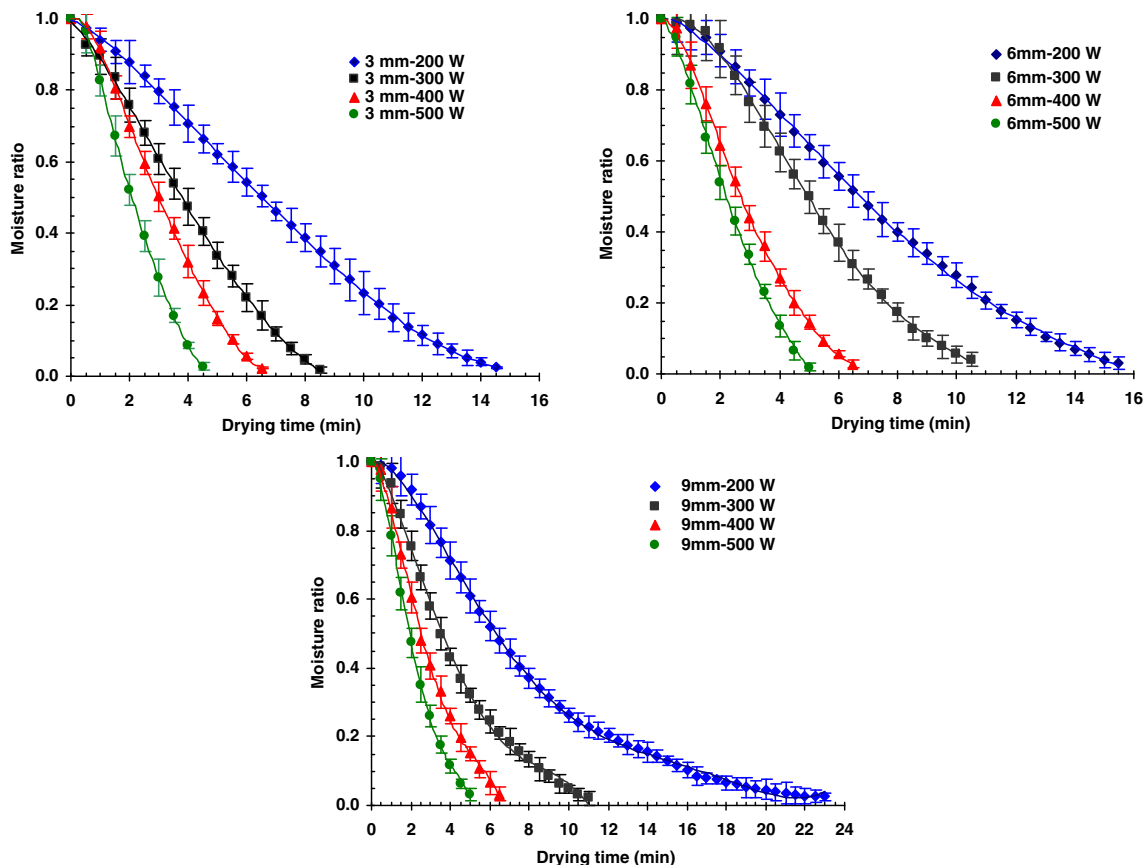 Moisture ratio
1.0
0.8
0.6
0.4
0.2
0.0
0 2 4 6 8 10 12 14 16
Drying time (min)
3 mm-200 W
3 mm-300 W
3 mm-400 W
3 mm-500 W
Moisture ratio
1.0
0.8
0.6
0.4
0.2
0.0
0 2 4 6 8 10 12 14 16
Drying time (min)
6mm-200 W
6mm-300 W
6mm-400 W
6mm-500 W
Moisture ratio
1.0
0.8
0.6
0.4
0.2
0.0
0 2 4 6 8 10 12 14 16 18 20 22 24
Drying time (min)
9mm-200 W
9mm-300 W
9mm-400 W
9mm-500 W